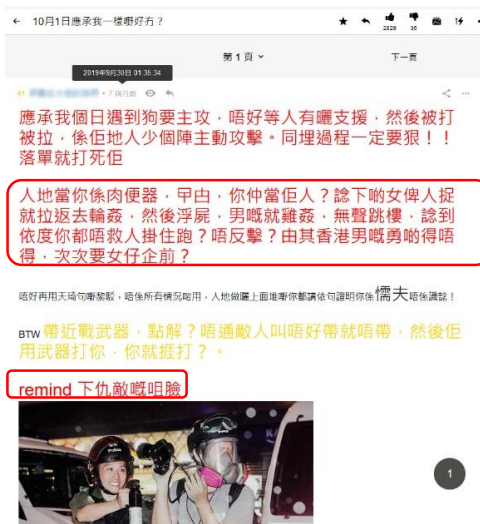 ← 10月1日應承我一樣嘢好冇？
2020 36
第 1 頁
下一頁
2019年9月30日 01:35:34
#1 • 7 個月前
應承我個日遇到狗要主攻，唔好等人有曬支援，然後被打
被拉，係佢地人少個陣主動攻擊。同埋過程一定要狠！！
落單就打死佢
人地當你係肉便器，曱甴，你仲當佢人？諗下啲女俾人捉
就拉返去輪姦，然後浮屍，男嘅就雞姦，無聲跳樓，諗到
依度你都唔救人掛住跑？唔反擊？由其香港男嘅勇啲得唔
得，次次要女仔企前？
唔好再用天琦句嘢黎駁，唔係所有情況啱用，人地做曬上面堆嘢你都講依句證明你係懦夫唔係識諗！
BTW 帶近戰武器，點解？唔通敵人叫唔好帶就唔帶，然後佢
用武器打你，你就捱打？。
remind 下仇敵嘅咀臉
1